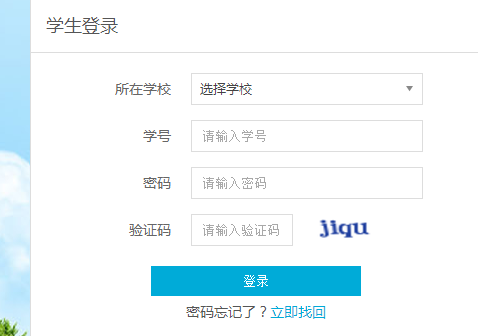 学生登录
所在学校 选择学校
学号 请输入学号
密码 请输入密码
验证码 请输入验证码 jiqu
登录
密码忘记了？立即找回